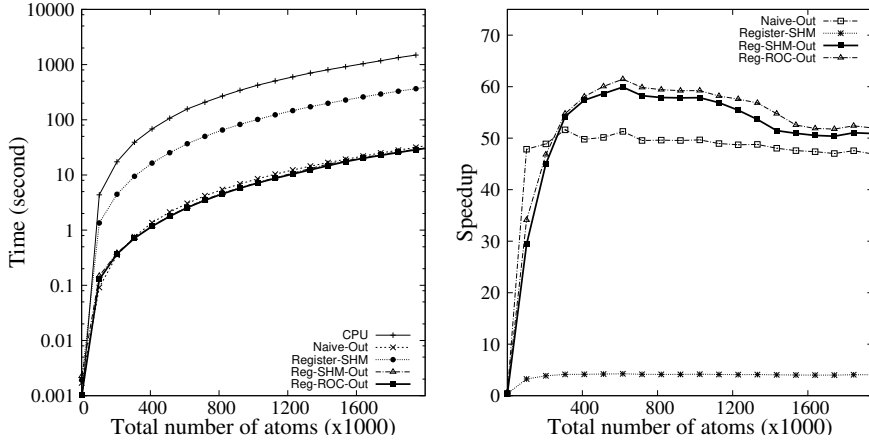 10000
1000
100
10
1
0.1
0.01
0.001
Time (second)
0
400
800
1200
1600
Total number of atoms (x1000)
CPU
Naive-Out
Register-SHM
Reg-SHM-Out
Reg-ROC-Out
70
60
50
40
30
20
10
0
Speedup
400
800
1200
1600
Total number of atoms (x1000)
Naive-Out
Register-SHM
Reg-SHM-Out
Reg-ROC-Out